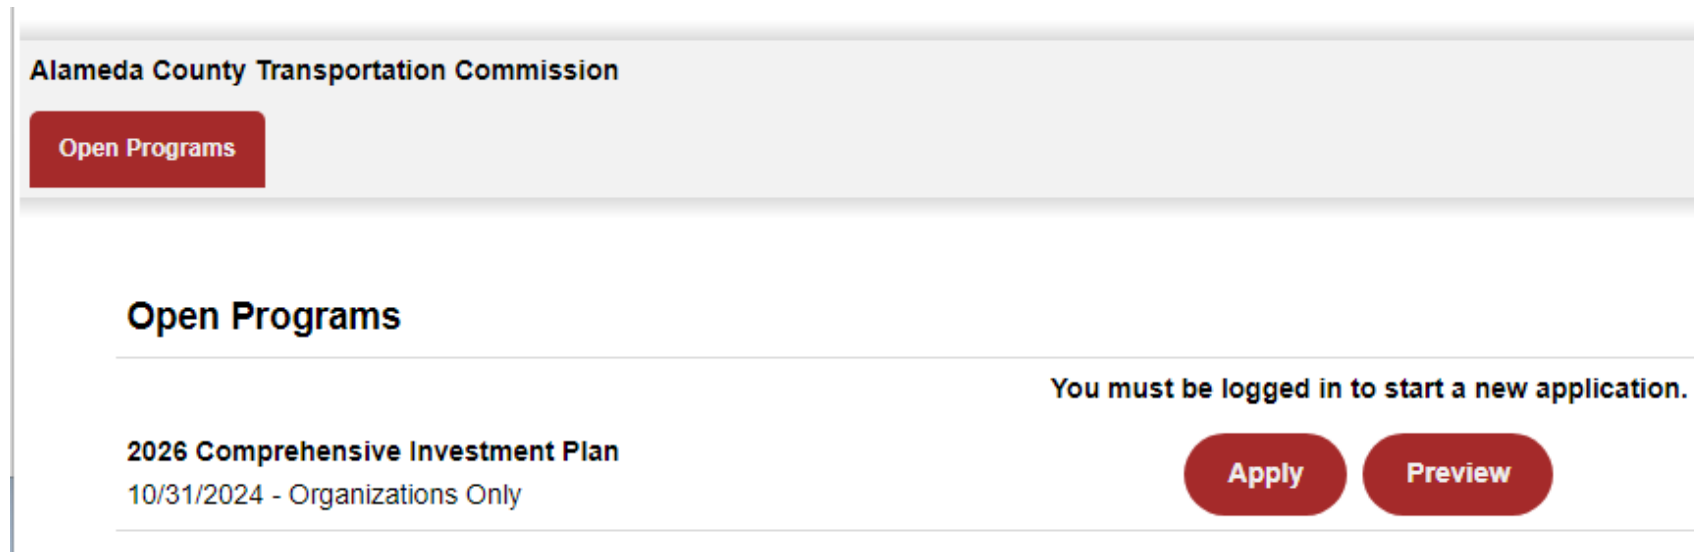 Alameda County Transportation Commission
Open Programs
Open Programs
You must be logged in to start a new application.
2026 Comprehensive Investment Plan
10/31/2024 - Organizations Only
Apply
Preview